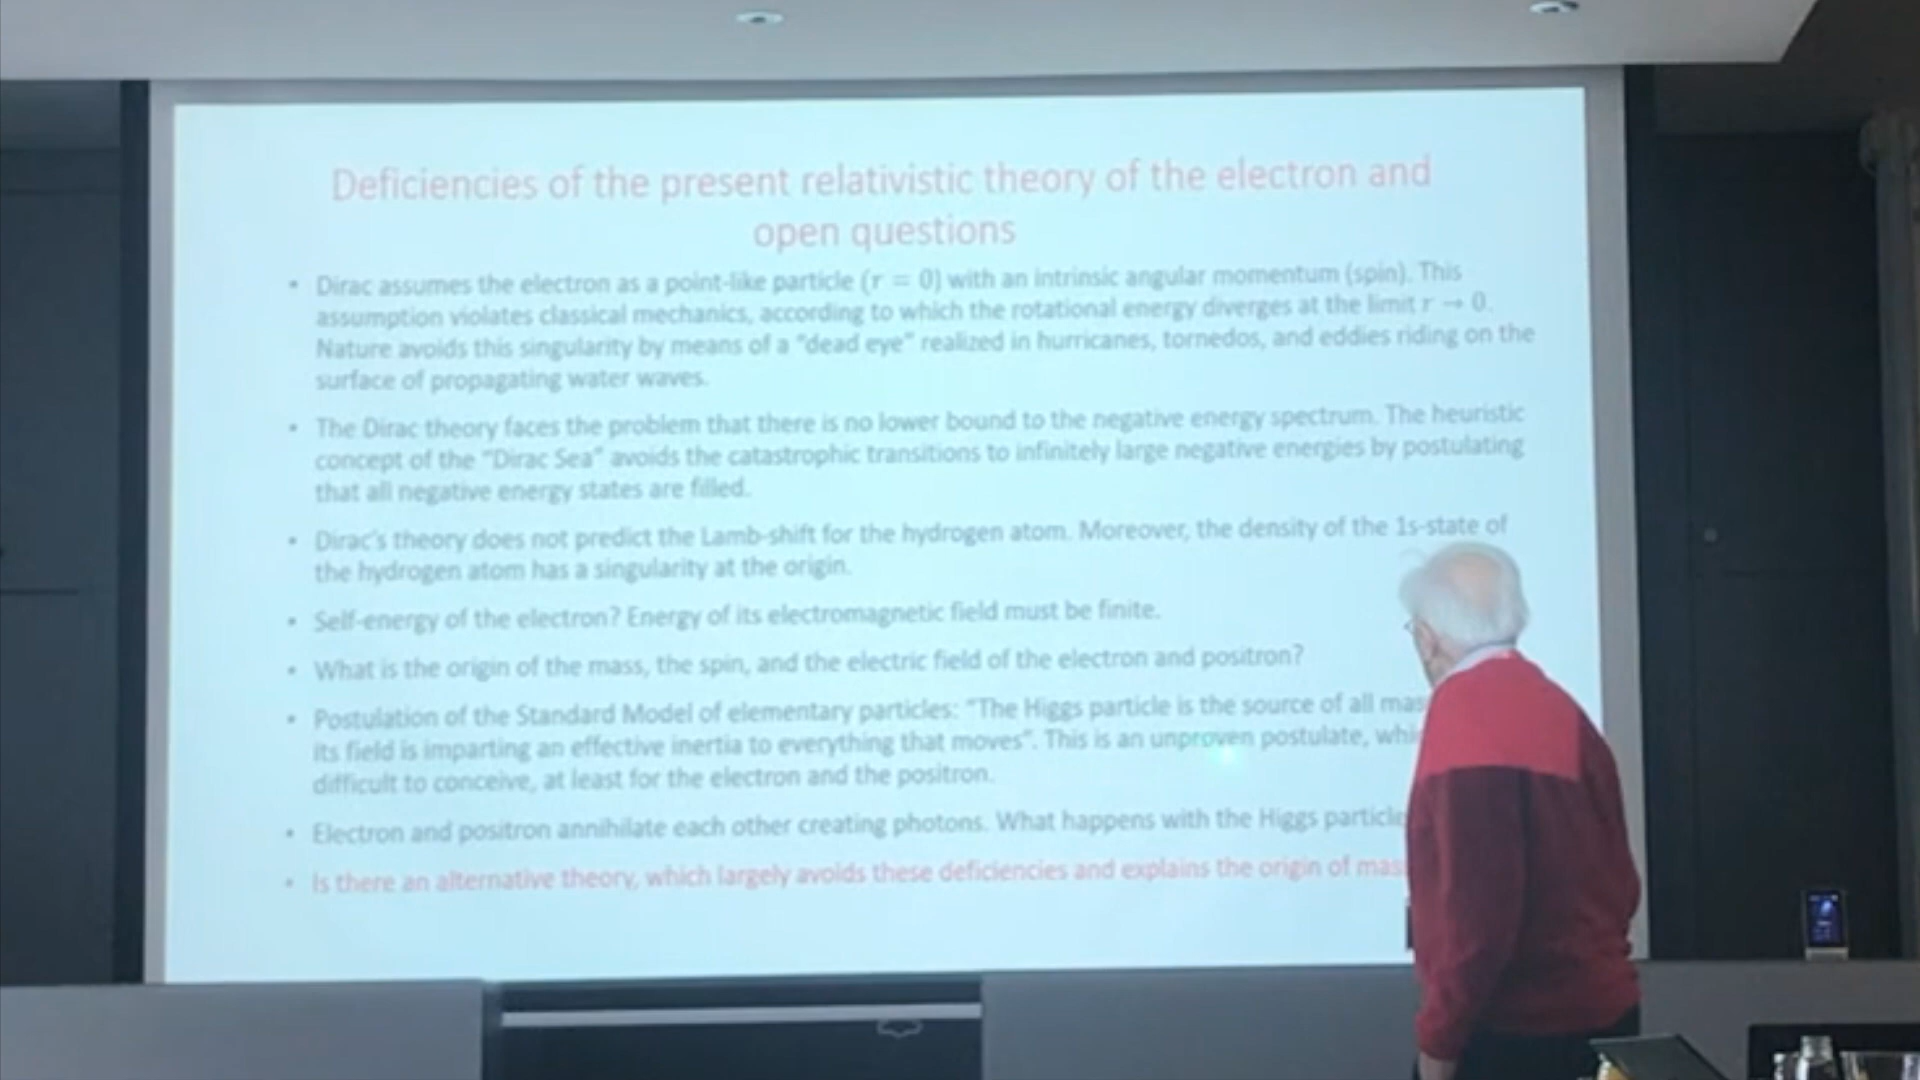 Deficiencies of the present relativistic theory of the electron and
open questions
• Dirac assumes the electron as a point-like particle (r = 0) with an intrinsic angular momentum (spin). This
assumption violates classical mechanics, according to which the rotational energy diverges at the limit r → 0.
Nature avoids this singularity by means of a "dead eye" realized in hurricanes, tornedos, and eddies riding on the
surface of propagating water waves.
• The Dirac theory faces the problem that there is no lower bound to the negative energy spectrum. The heuristic
concept of the "Dirac Sea" avoids the catastrophic transitions to infinitely large negative energies by postulating
that all negative energy states are filled.
• Dirac's theory does not predict the Lamb-shift for the hydrogen atom. Moreover, the density of the 1s-state of
the hydrogen atom has a singularity at the origin.
• Self-energy of the electron? Energy of its electromagnetic field must be finite.
• What is the origin of the mass, the spin, and the electric field of the electron and positron?
• Postulation of the Standard Model of elementary particles: "The Higgs particle is the source of all mas
its field is imparting an effective inertia to everything that moves". This is an unproven postulate, whi
difficult to conceive, at least for the electron and the positron.
• Electron and positron annihilate each other creating photons. What happens with the Higgs particle
• Is there an alternative theory, which largely avoids these deficiencies and explains the origin of mas